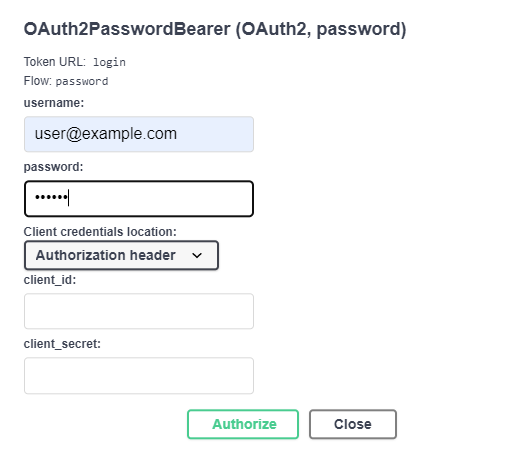 OAuth2PasswordBearer (OAuth2, password)
Token URL: login
Flow: password
username:
user@example.com
password:
••••••
Client credentials location:
Authorization header
client_id:
client_secret:
Authorize Close